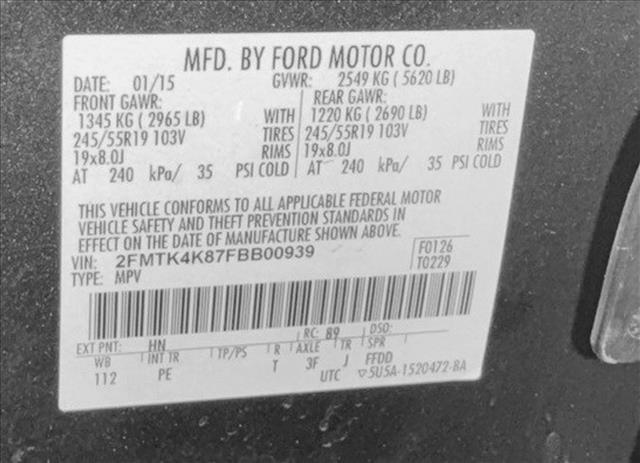 MFD. BY FORD MOTOR CO.
DATE: 01/15 GVWR: 2549 KG ( 5620 LB)
FRONT GAWR: REAR GAWR:
1345 KG ( 2965 LB) WITH 1220 KG ( 2690 LB) WITH
245/55R19 103V TIRES 245/55R19 103V TIRES
19x8.0J RIMS 19x8.0J RIMS
AT 240 kPa/ 35 PSI COLD AT 240 kPa/ 35 PSI COLD
THIS VEHICLE CONFORMS TO ALL APPLICABLE FEDERAL MOTOR
VEHICLE SAFETY AND THEFT PREVENTION STANDARDS IN
EFFECT ON THE DATE OF MANUFACTURE SHOWN ABOVE.
VIN: 2FMTK4K87FBB00939 F0126
TYPE: MPV T0229
EXT PNT: HN RC: 89 DSO:
WB INT TR TP/PS R AXLE TR SPR
112 PE T 3F J FFDD
UTC ▽5U5A-1520472-BA